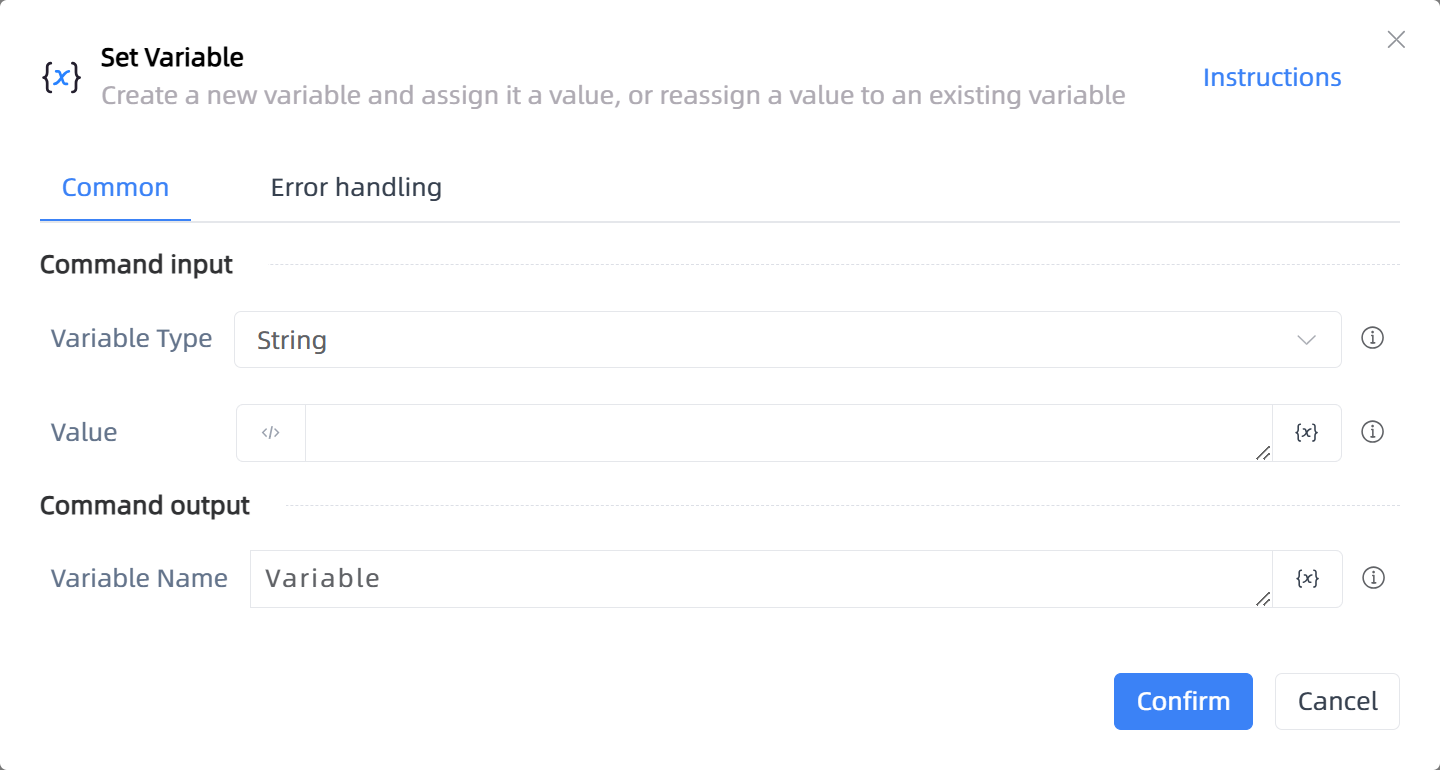 {x} Set Variable
Create a new variable and assign it a value, or reassign a value to an existing variable
Instructions
Common Error handling
Command input
Variable Type String
Value </> {x}
Command output
Variable Name Variable {x}
Confirm Cancel